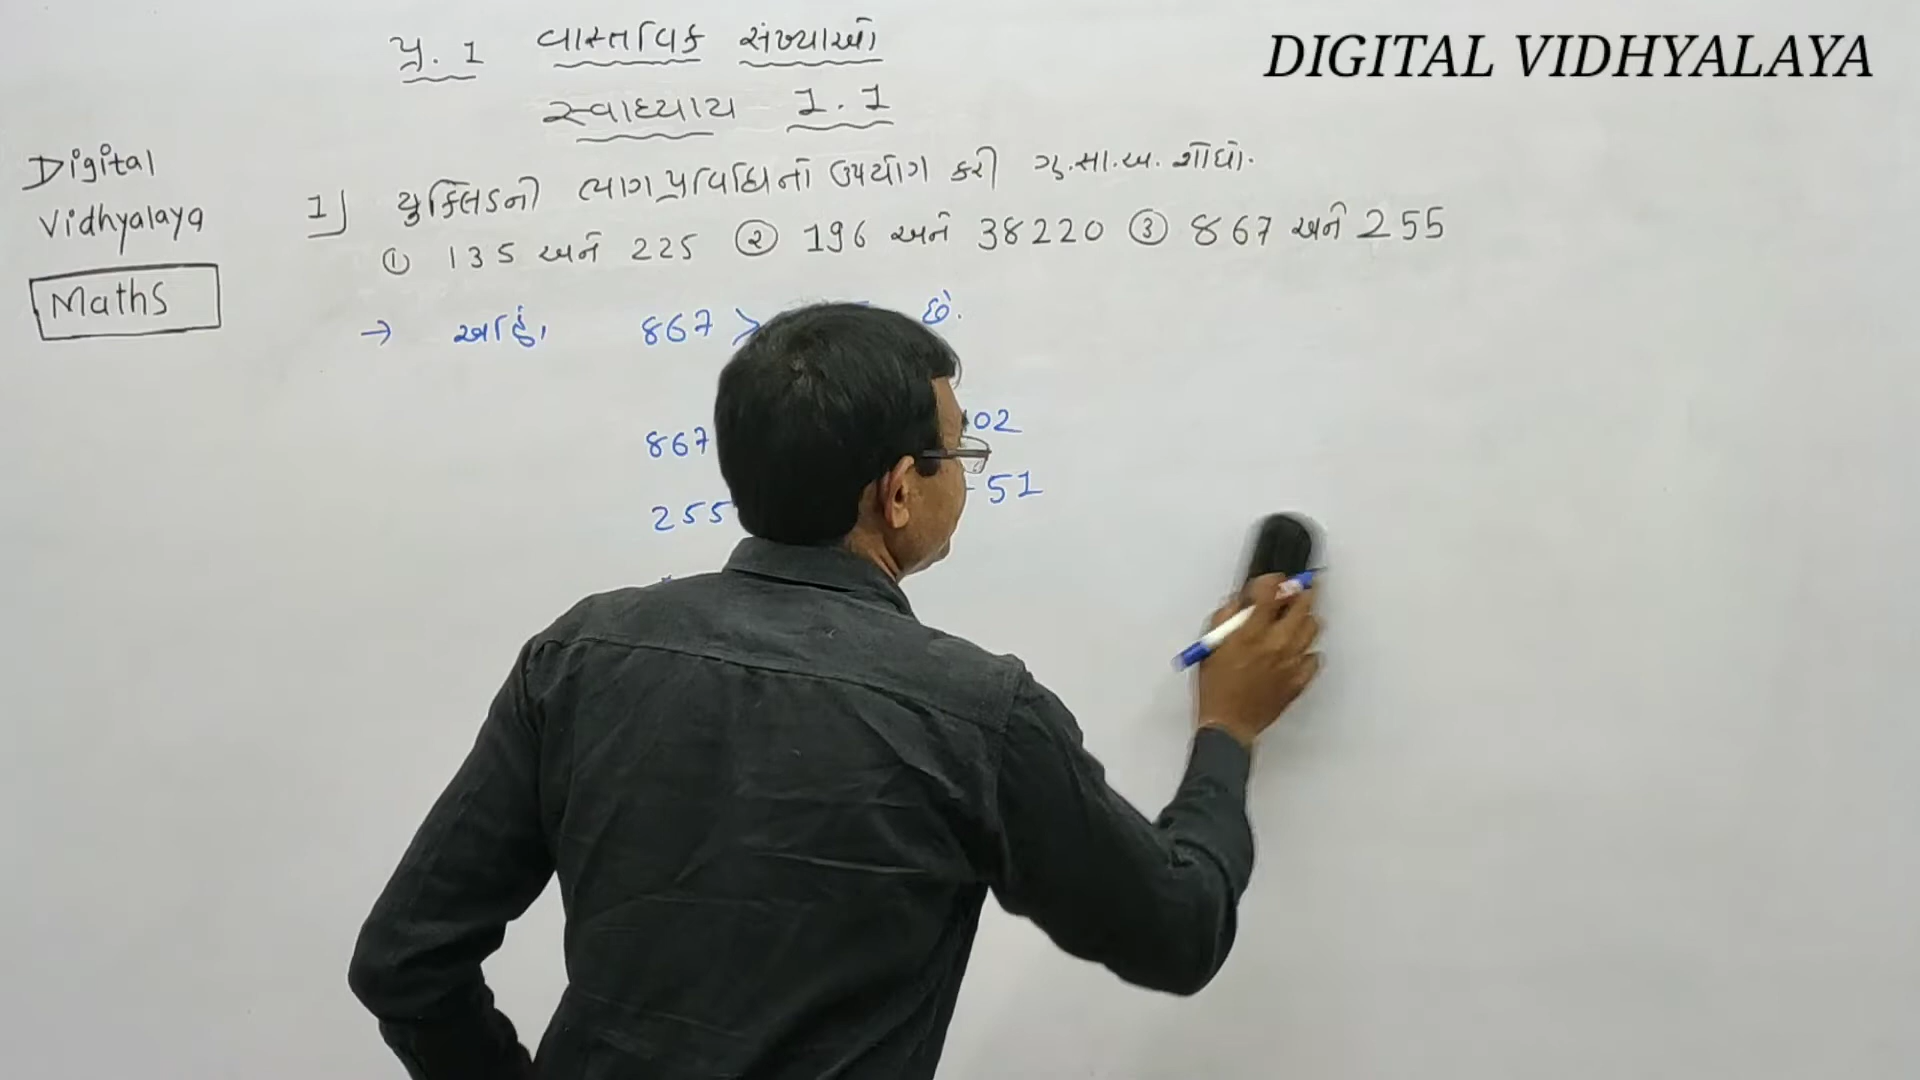 DIGITAL VIDHYALAYA
પ્ર. 1 વાસ્તવિક સંખ્યાઓ
સ્વાધ્યાય 1.1
Digital
Vidhyalaya
Maths
1) યુક્લિડની ભાગપ્રવિધિનો ઉપયોગ કરી ગુ.સા.અ. શોધો.
① 135 અને 225 ② 196 અને 38220 ③ 867 અને 255
→ અહિં 867 > છે.
867 02
255 51